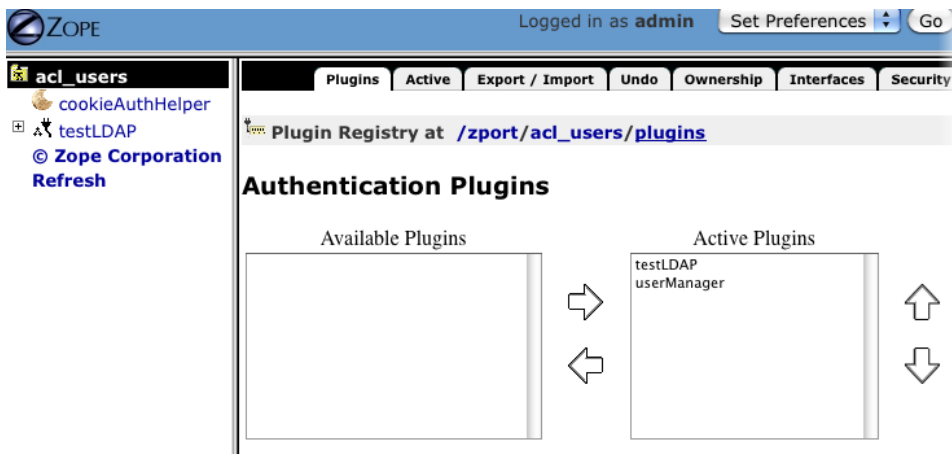 ZOPE
Logged in as admin
Set Preferences
Go
acl_users
cookieAuthHelper
testLDAP
© Zope Corporation
Refresh
Plugins
Active
Export / Import
Undo
Ownership
Interfaces
Security
Plugin Registry at /zport/acl_users/plugins
Authentication Plugins
Available Plugins
Active Plugins
testLDAP
userManager